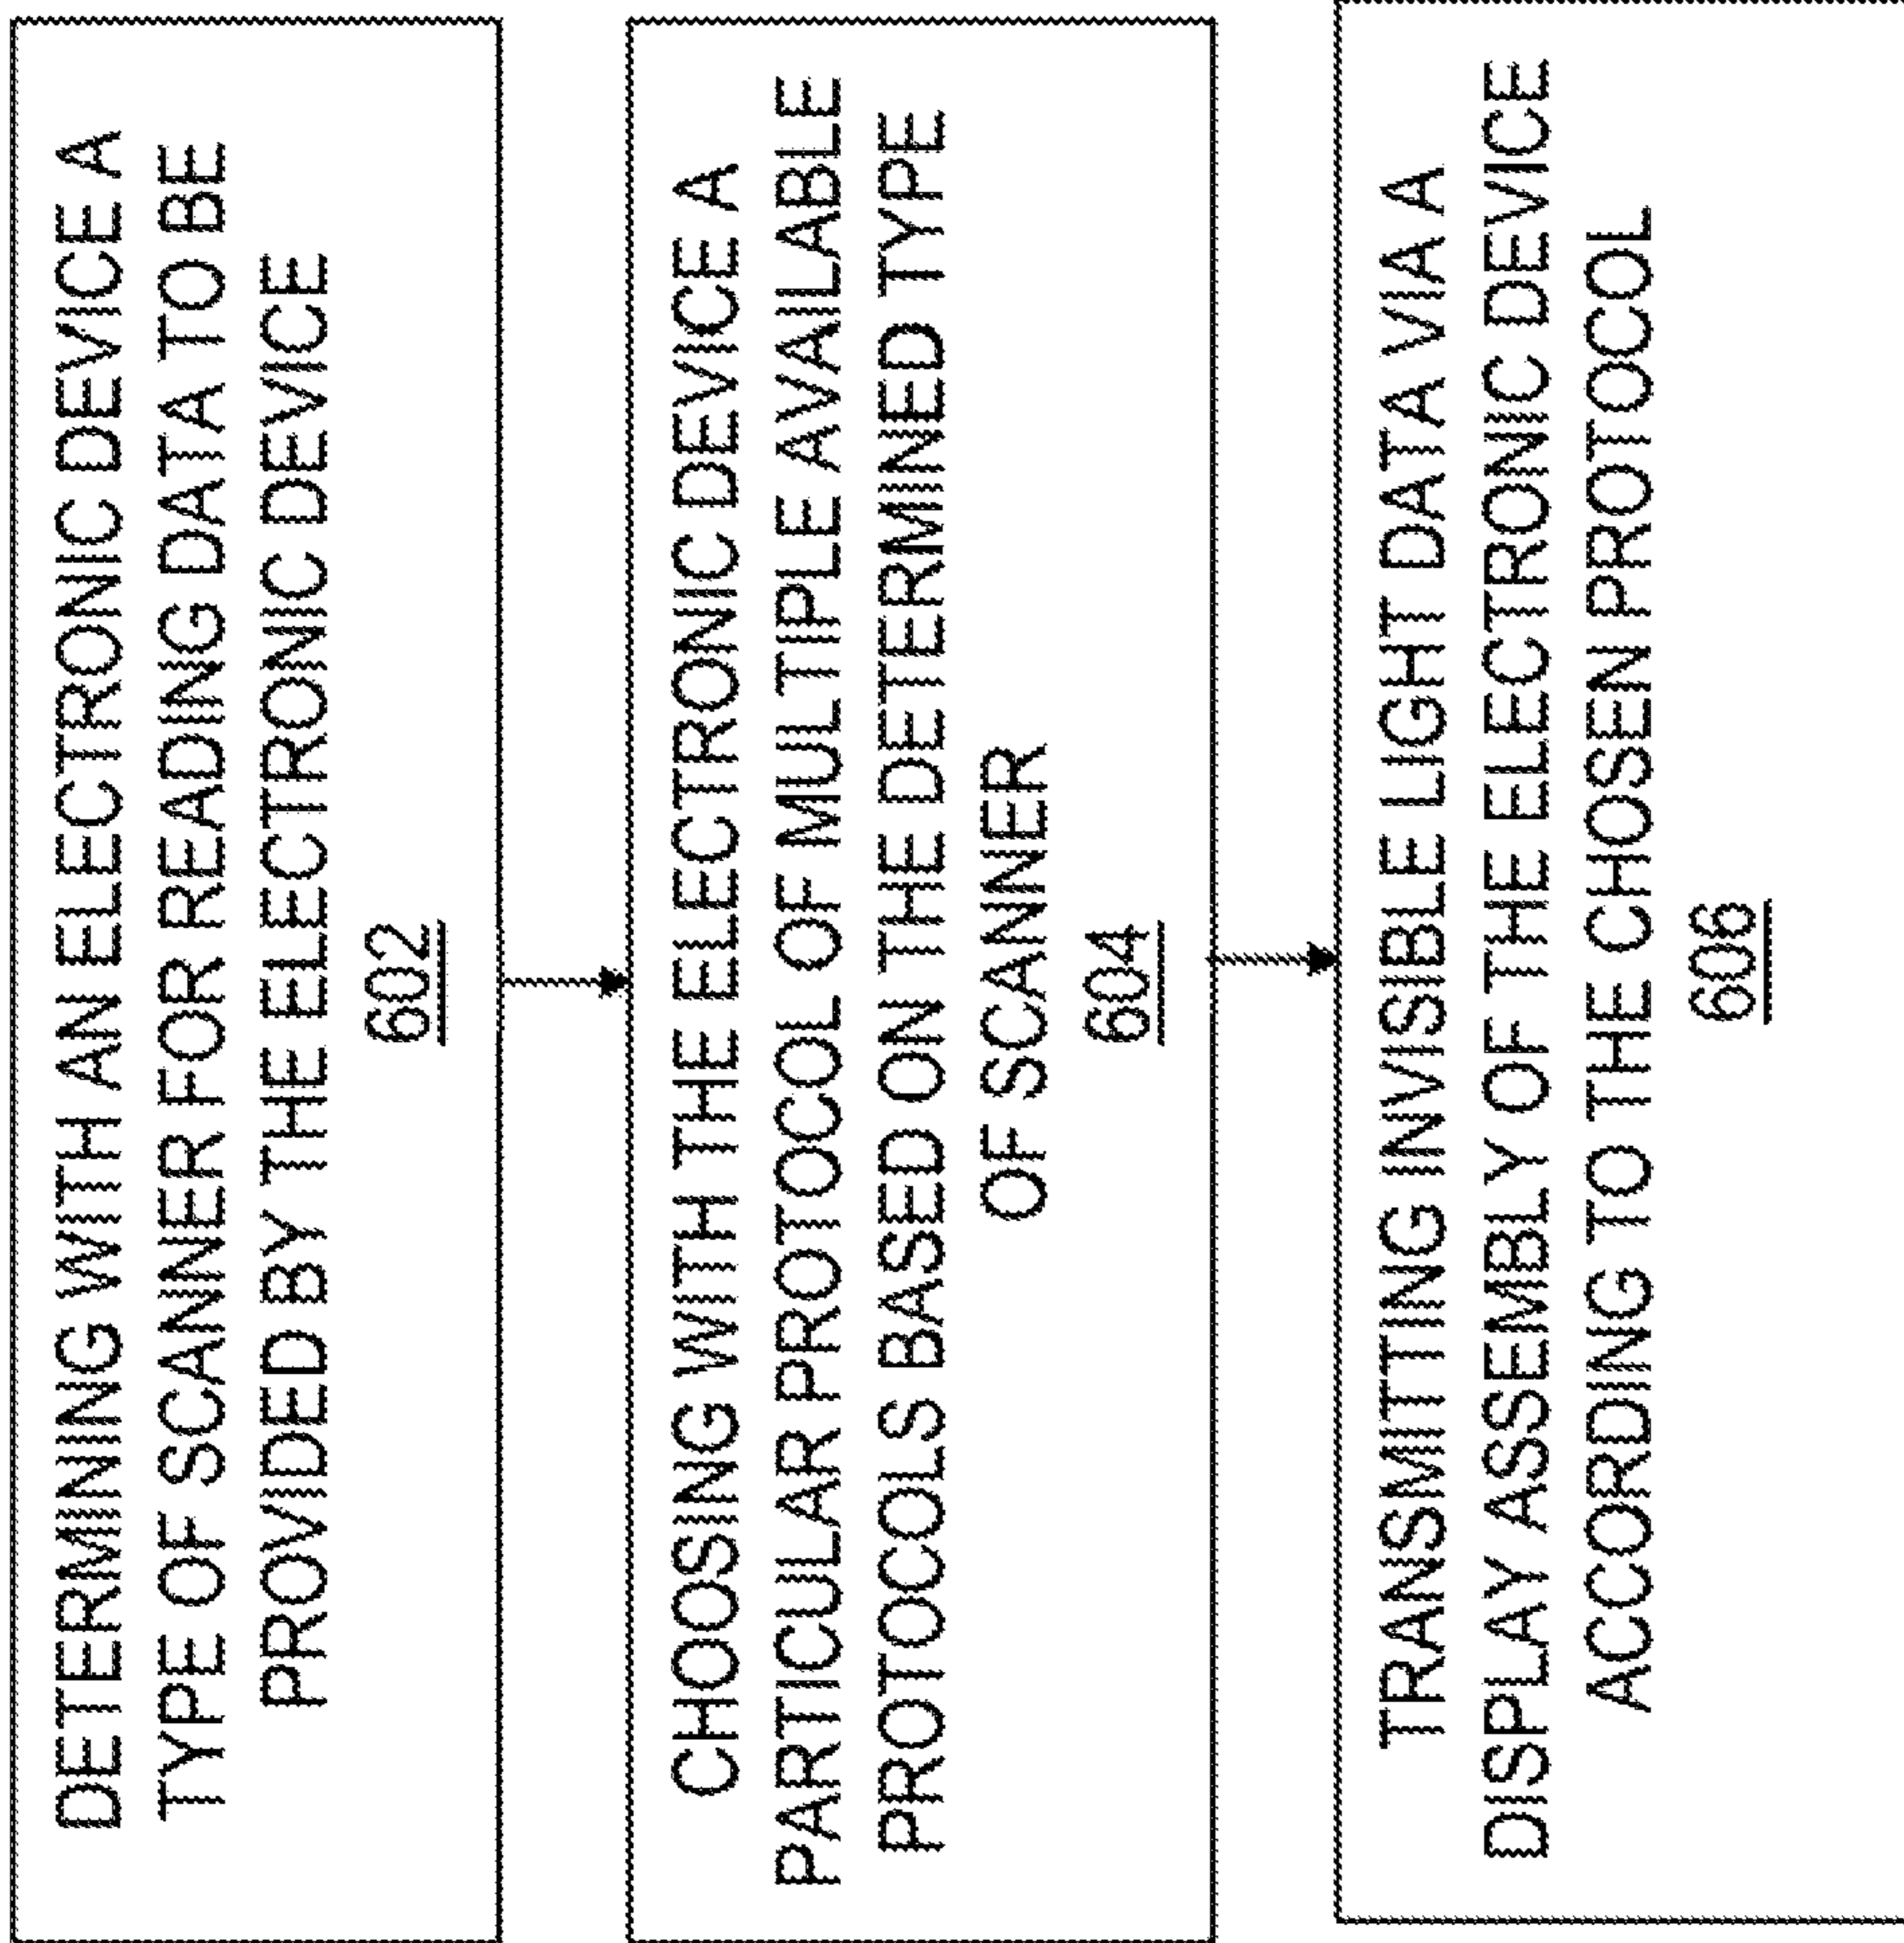 DETERMINING WITH AN ELECTRONIC DEVICE A
TYPE OF SCANNER FOR READING DATA TO BE
PROVIDED BY THE ELECTRONIC DEVICE
602
CHOOSING WITH THE ELECTRONIC DEVICE A
PARTICULAR PROTOCOL OF MULTIPLE AVAILABLE
PROTOCOLS BASED ON THE DETERMINED TYPE
OF SCANNER
604
TRANSMITTING INVISIBLE LIGHT DATA VIA A
DISPLAY ASSEMBLY OF THE ELECTRONIC DEVICE
ACCORDING TO THE CHOSEN PROTOCOL
606